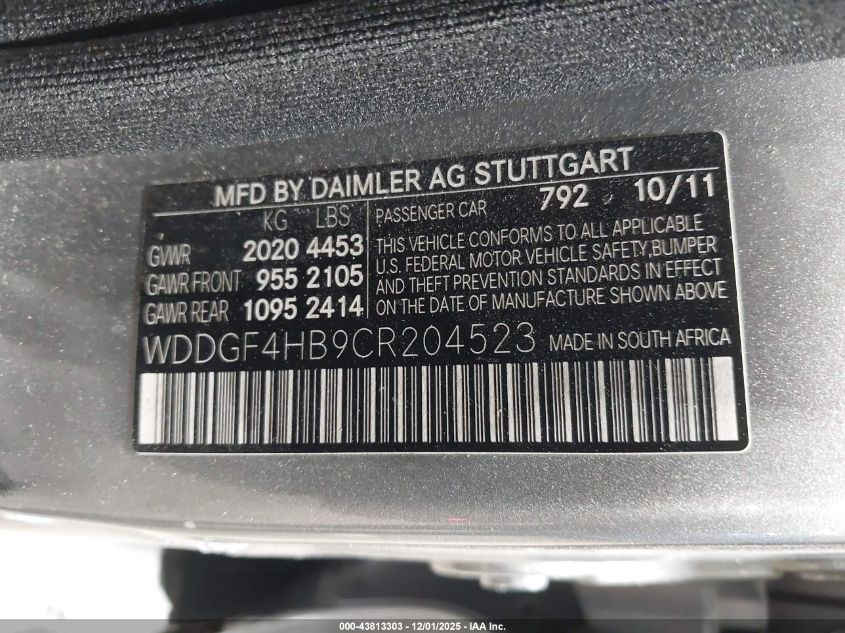 MFD BY DAIMLER AG STUTTGART
KG LBS
GVWR 2020 4453
GAWR FRONT 955 2105
GAWR REAR 1095 2414
PASSENGER CAR 792 10/11
THIS VEHICLE CONFORMS TO ALL APPLICABLE
U.S. FEDERAL MOTOR VEHICLE SAFETY,BUMPER
AND THEFT PREVENTION STANDARDS IN EFFECT
ON THE DATE OF MANUFACTURE SHOWN ABOVE
WDDGF4HB9CR204523 MADE IN SOUTH AFRICA
000-43813303 - 12/01/2025 - IAA Inc.